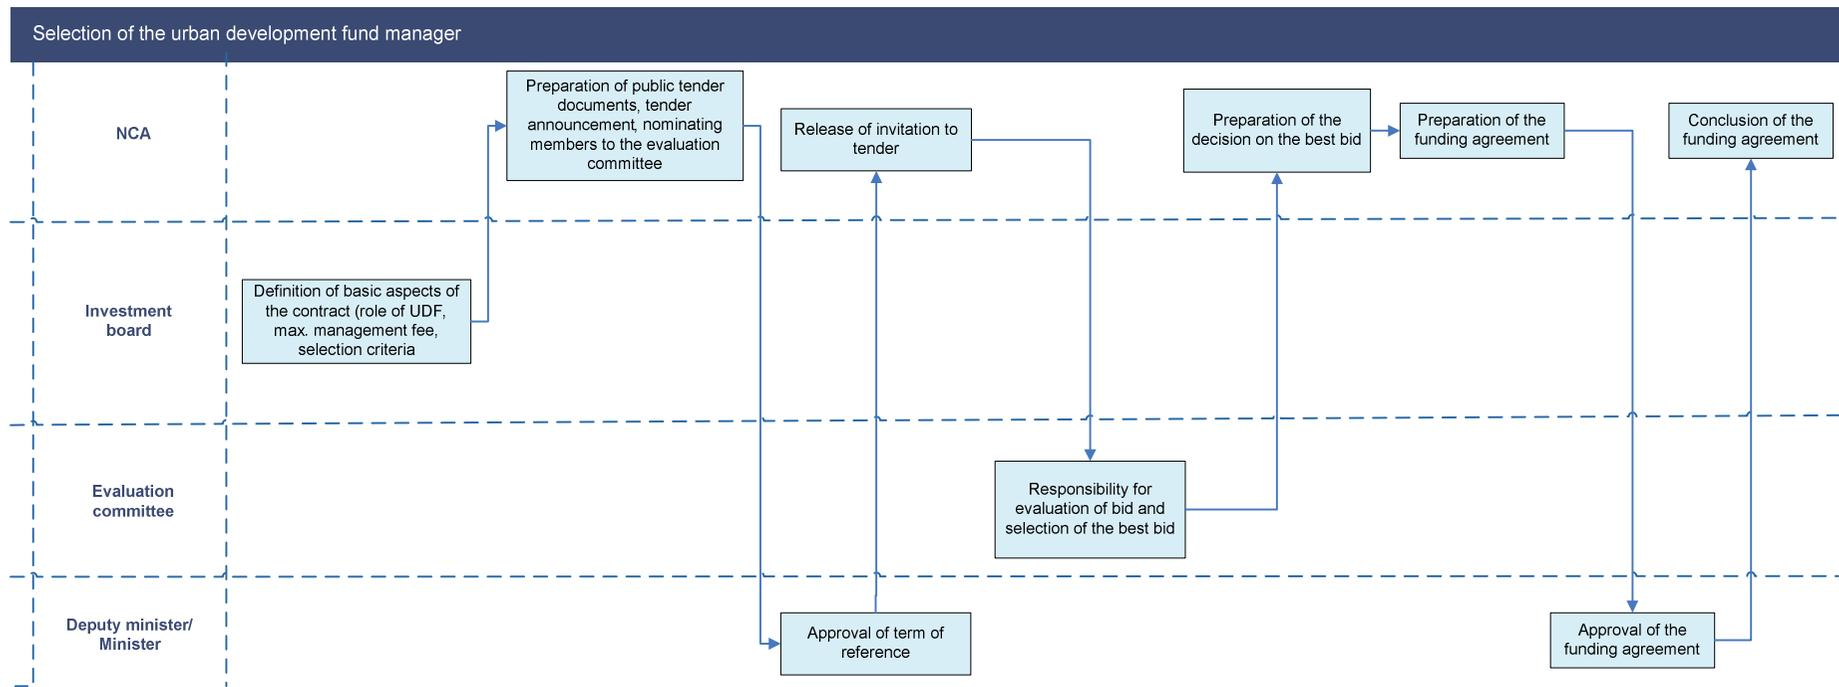 Selection of the urban development fund manager
NCA
Preparation of public tender
documents, tender
announcement, nominating
members to the evaluation
committee
Release of invitation to
tender
Preparation of the
decision on the best bid
Preparation of the
funding agreement
Conclusion of the
funding agreement
Investment
board
Definition of basic aspects of
the contract (role of UDF,
max. management fee,
selection criteria
Evaluation
committee
Responsibility for
evaluation of bid and
selection of the best bid
Deputy minister/
Minister
Approval of term of
reference
Approval of the
funding agreement